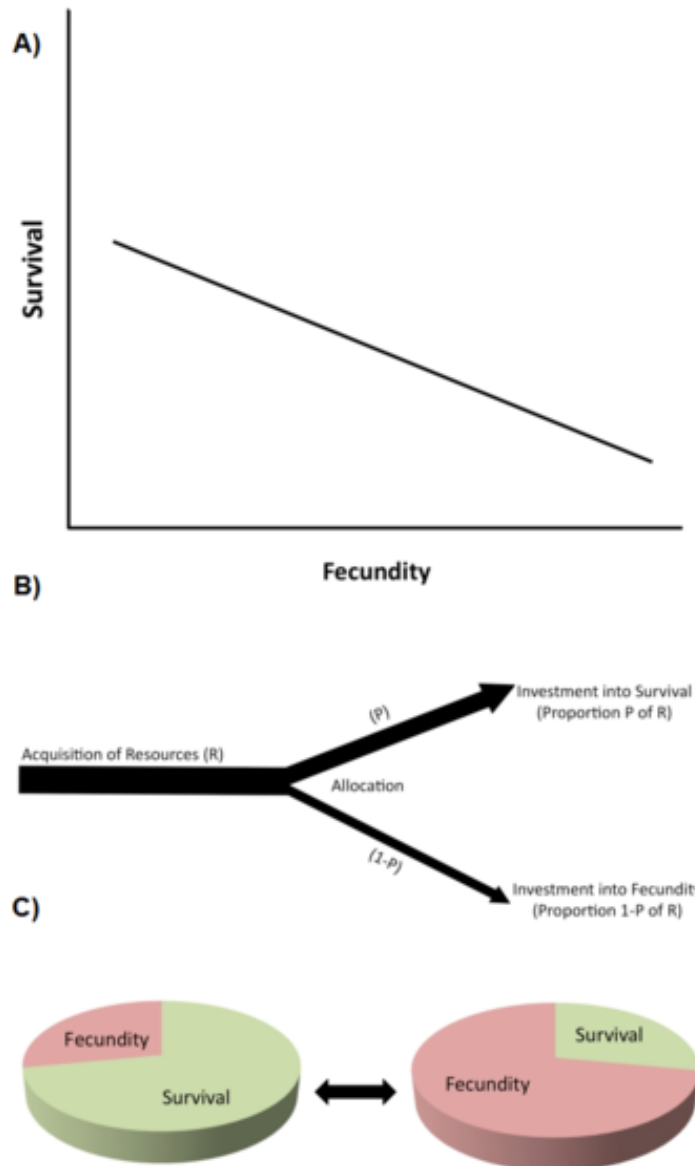 A)
Survival
Fecundity
B)
Acquisition of Resources (R)
(P)
Investment into Survival
(Proportion P of R)
Allocation
(1-P)
Investment into Fecundit
(Proportion 1-P of R)
C)
Fecundity
Survival
Survival
Fecundity